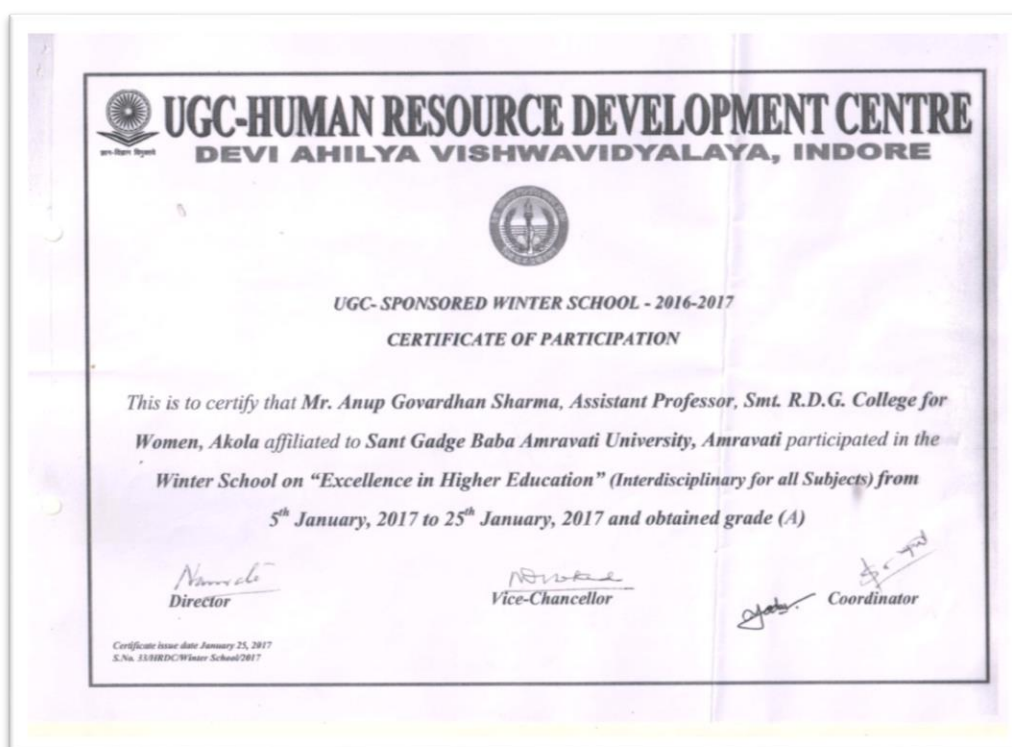 UGC-HUMAN RESOURCE DEVELOPMENT CENTRE
ज्ञान-विज्ञान विमुक्तये
DEVI AHILYA VISHWAVIDYALAYA, INDORE
UGC- SPONSORED WINTER SCHOOL - 2016-2017
CERTIFICATE OF PARTICIPATION
This is to certify that Mr. Anup Govardhan Sharma, Assistant Professor, Smt. R.D.G. College for
Women, Akola affiliated to Sant Gadge Baba Amravati University, Amravati participated in the
Winter School on “Excellence in Higher Education” (Interdisciplinary for all Subjects) from
5th January, 2017 to 25th January, 2017 and obtained grade (A)
Director
Vice-Chancellor
Coordinator
Certificate issue date January 25, 2017
S.No. 33/HRDC/Winter School/2017